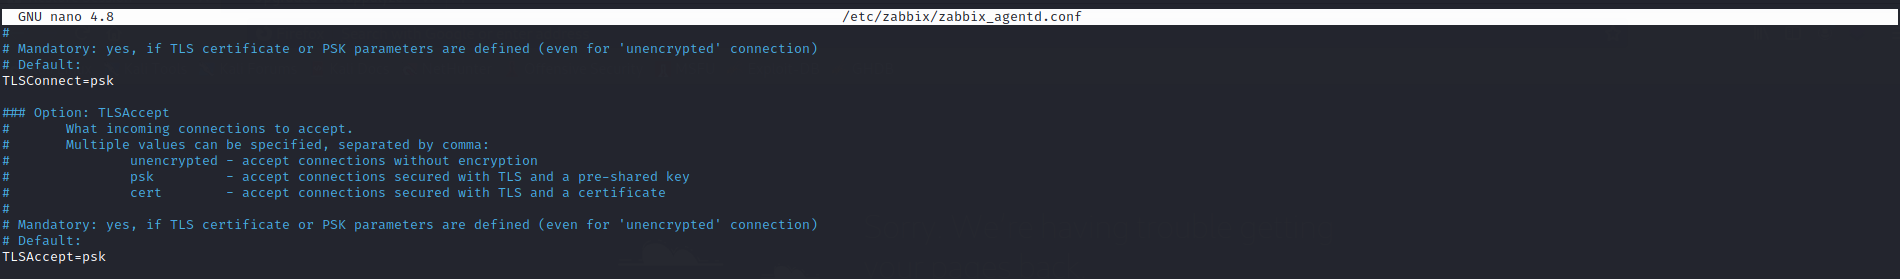 GNU nano 4.8 /etc/zabbix/zabbix_agentd.conf
#
# Mandatory: yes, if TLS certificate or PSK parameters are defined (even for 'unencrypted' connection)
# Default:
TLSConnect=psk
### Option: TLSAccept
#       What incoming connections to accept.
#       Multiple values can be specified, separated by comma:
#               unencrypted - accept connections without encryption
#               psk         - accept connections secured with TLS and a pre-shared key
#               cert        - accept connections secured with TLS and a certificate
#
# Mandatory: yes, if TLS certificate or PSK parameters are defined (even for 'unencrypted' connection)
# Default:
TLSAccept=psk